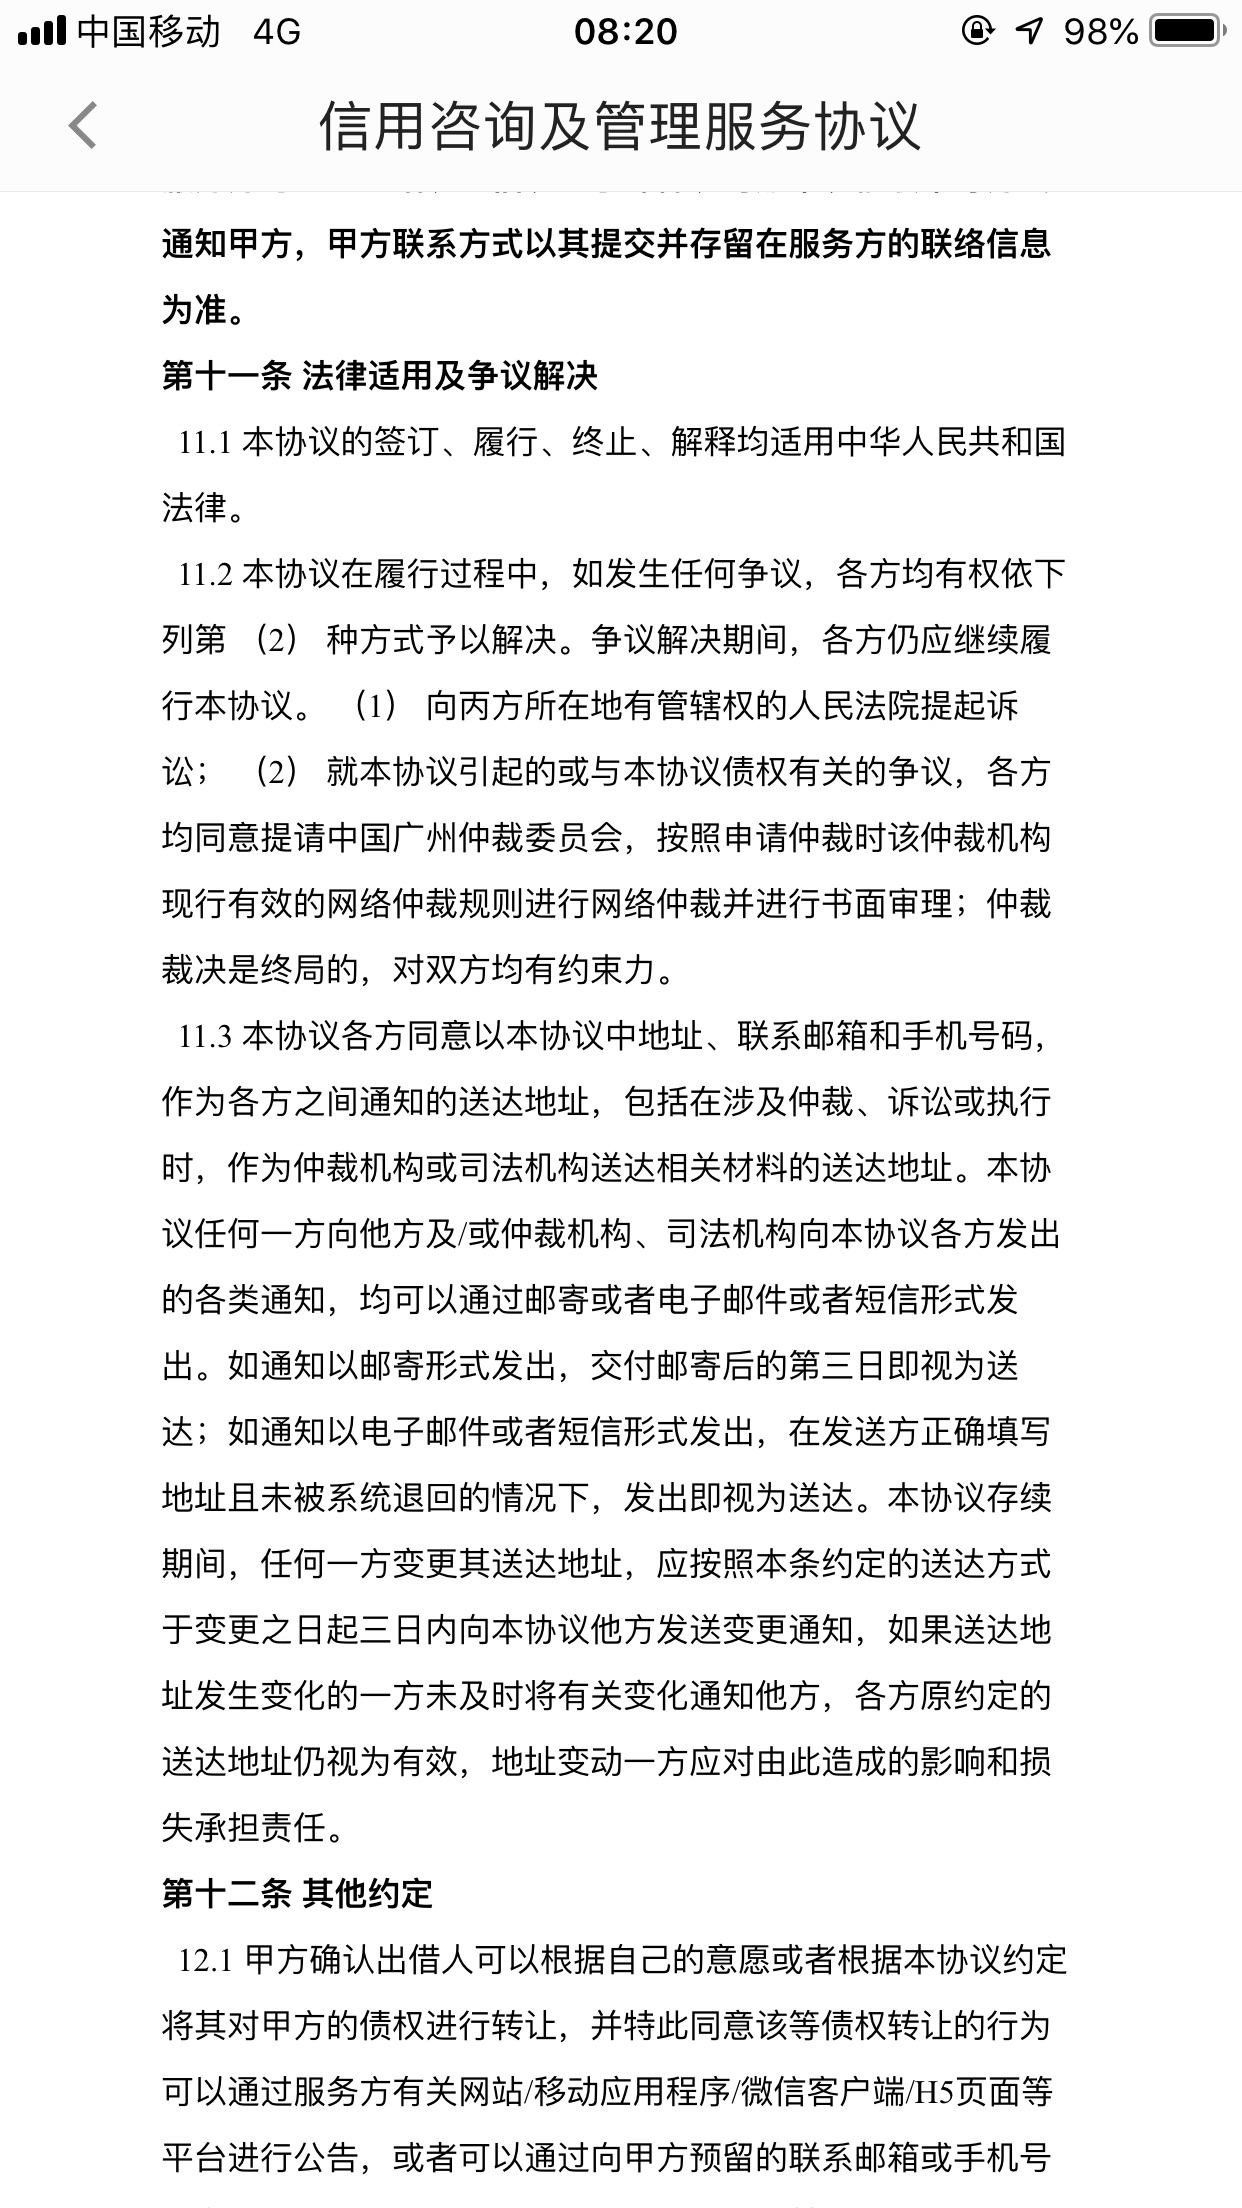 中国移动 4G 08:20 98%
信用咨询及管理服务协议
通知甲方，甲方联系方式以其提交并存留在服务方的联络信息
为准。
第十一条 法律适用及争议解决
11.1 本协议的签订、履行、终止、解释均适用中华人民共和国
法律。
11.2 本协议在履行过程中，如发生任何争议，各方均有权依下
列第 （2） 种方式予以解决。争议解决期间，各方仍应继续履
行本协议。 （1） 向丙方所在地有管辖权的人民法院提起诉
讼； （2） 就本协议引起的或与本协议债权有关的争议，各方
均同意提请中国广州仲裁委员会，按照申请仲裁时该仲裁机构
现行有效的网络仲裁规则进行网络仲裁并进行书面审理；仲裁
裁决是终局的，对双方均有约束力。
11.3 本协议各方同意以本协议中地址、联系邮箱和手机号码，
作为各方之间通知的送达地址，包括在涉及仲裁、诉讼或执行
时，作为仲裁机构或司法机构送达相关材料的送达地址。本协
议任何一方向他方及/或仲裁机构、司法机构向本协议各方发出
的各类通知，均可以通过邮寄或者电子邮件或者短信形式发
出。如通知以邮寄形式发出，交付邮寄后的第三日即视为送
达；如通知以电子邮件或者短信形式发出，在发送方正确填写
地址且未被系统退回的情况下，发出即视为送达。本协议存续
期间，任何一方变更其送达地址，应按照本条约定的送达方式
于变更之日起三日内向本协议他方发送变更通知，如果送达地
址发生变化的一方未及时将有关变化通知他方，各方原约定的
送达地址仍视为有效，地址变动一方应对由此造成的影响和损
失承担责任。
第十二条 其他约定
12.1 甲方确认出借人可以根据自己的意愿或者根据本协议约定
将其对甲方的债权进行转让，并特此同意该等债权转让的行为
可以通过服务方有关网站/移动应用程序/微信客户端/H5页面等
平台进行公告，或者可以通过向甲方预留的联系邮箱或手机号